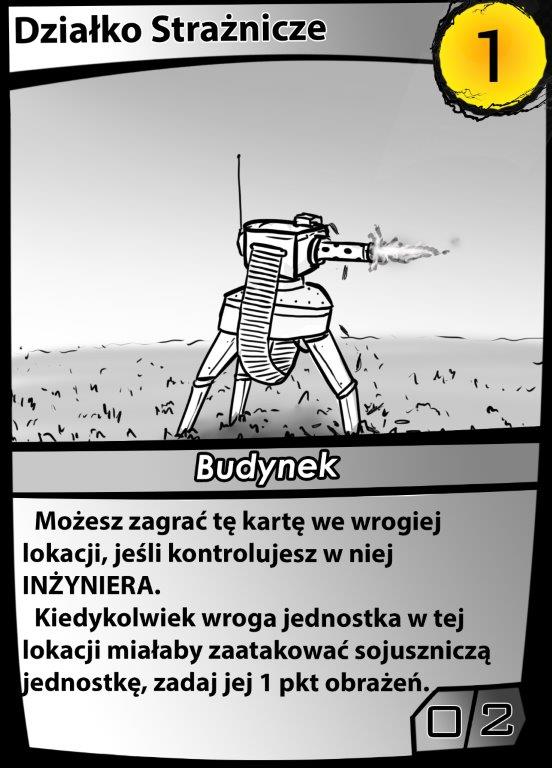 Działko Strażnicze
1
Budynek
Możesz zagrać tę kartę we wrogiej
lokacji, jeśli kontrolujesz w niej
INŻYNIERA.
Kiedykolwiek wroga jednostka w tej
lokacji miałaby zaatakować sojuszniczą
jednostkę, zadaj jej 1 pkt obrażeń.
0 2